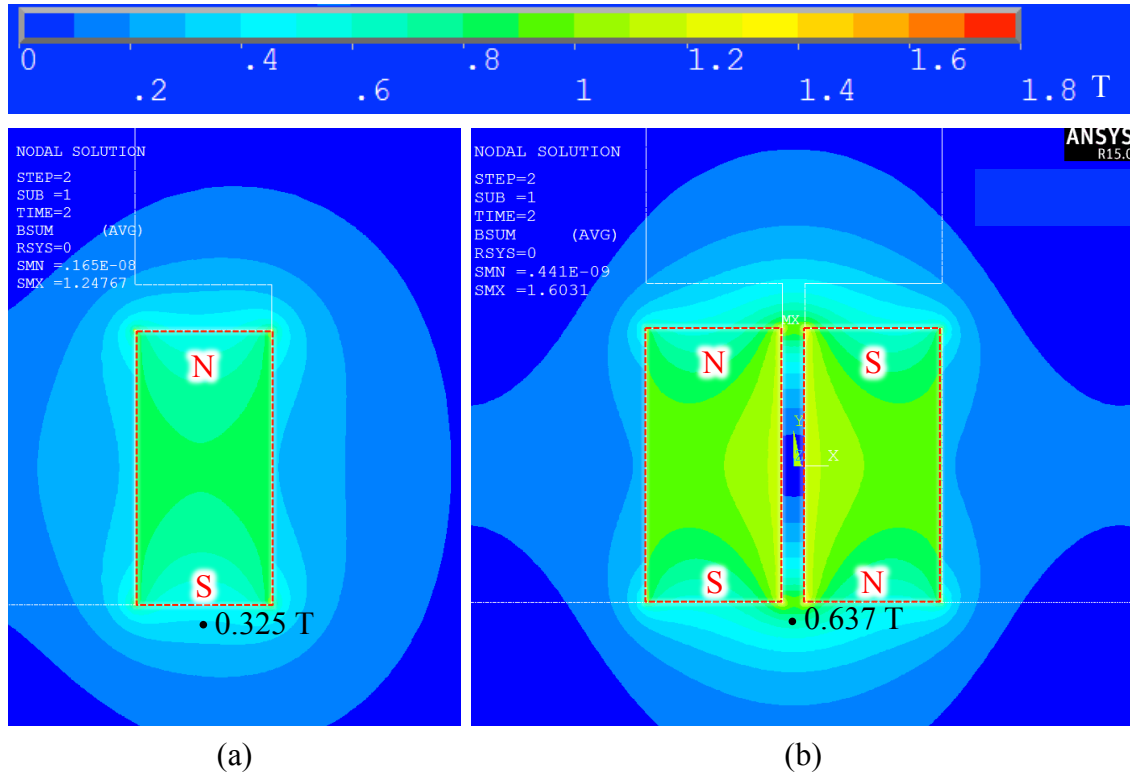 0 .2 .4 .6 .8 1 1.2 1.4 1.6 1.8 T
NODAL SOLUTION
STEP=2
SUB =1
TIME=2
BSUM (AVG)
RSYS=0
SMN =.165E-08
SMX =1.24767
N
S
0.325 T
(a)
NODAL SOLUTION
STEP=2
SUB =1
TIME=2
BSUM (AVG)
RSYS=0
SMN =.441E-09
SMX =1.6031
ANSYS
R15.0
MX
N S
Y
X
S N
0.637 T
(b)